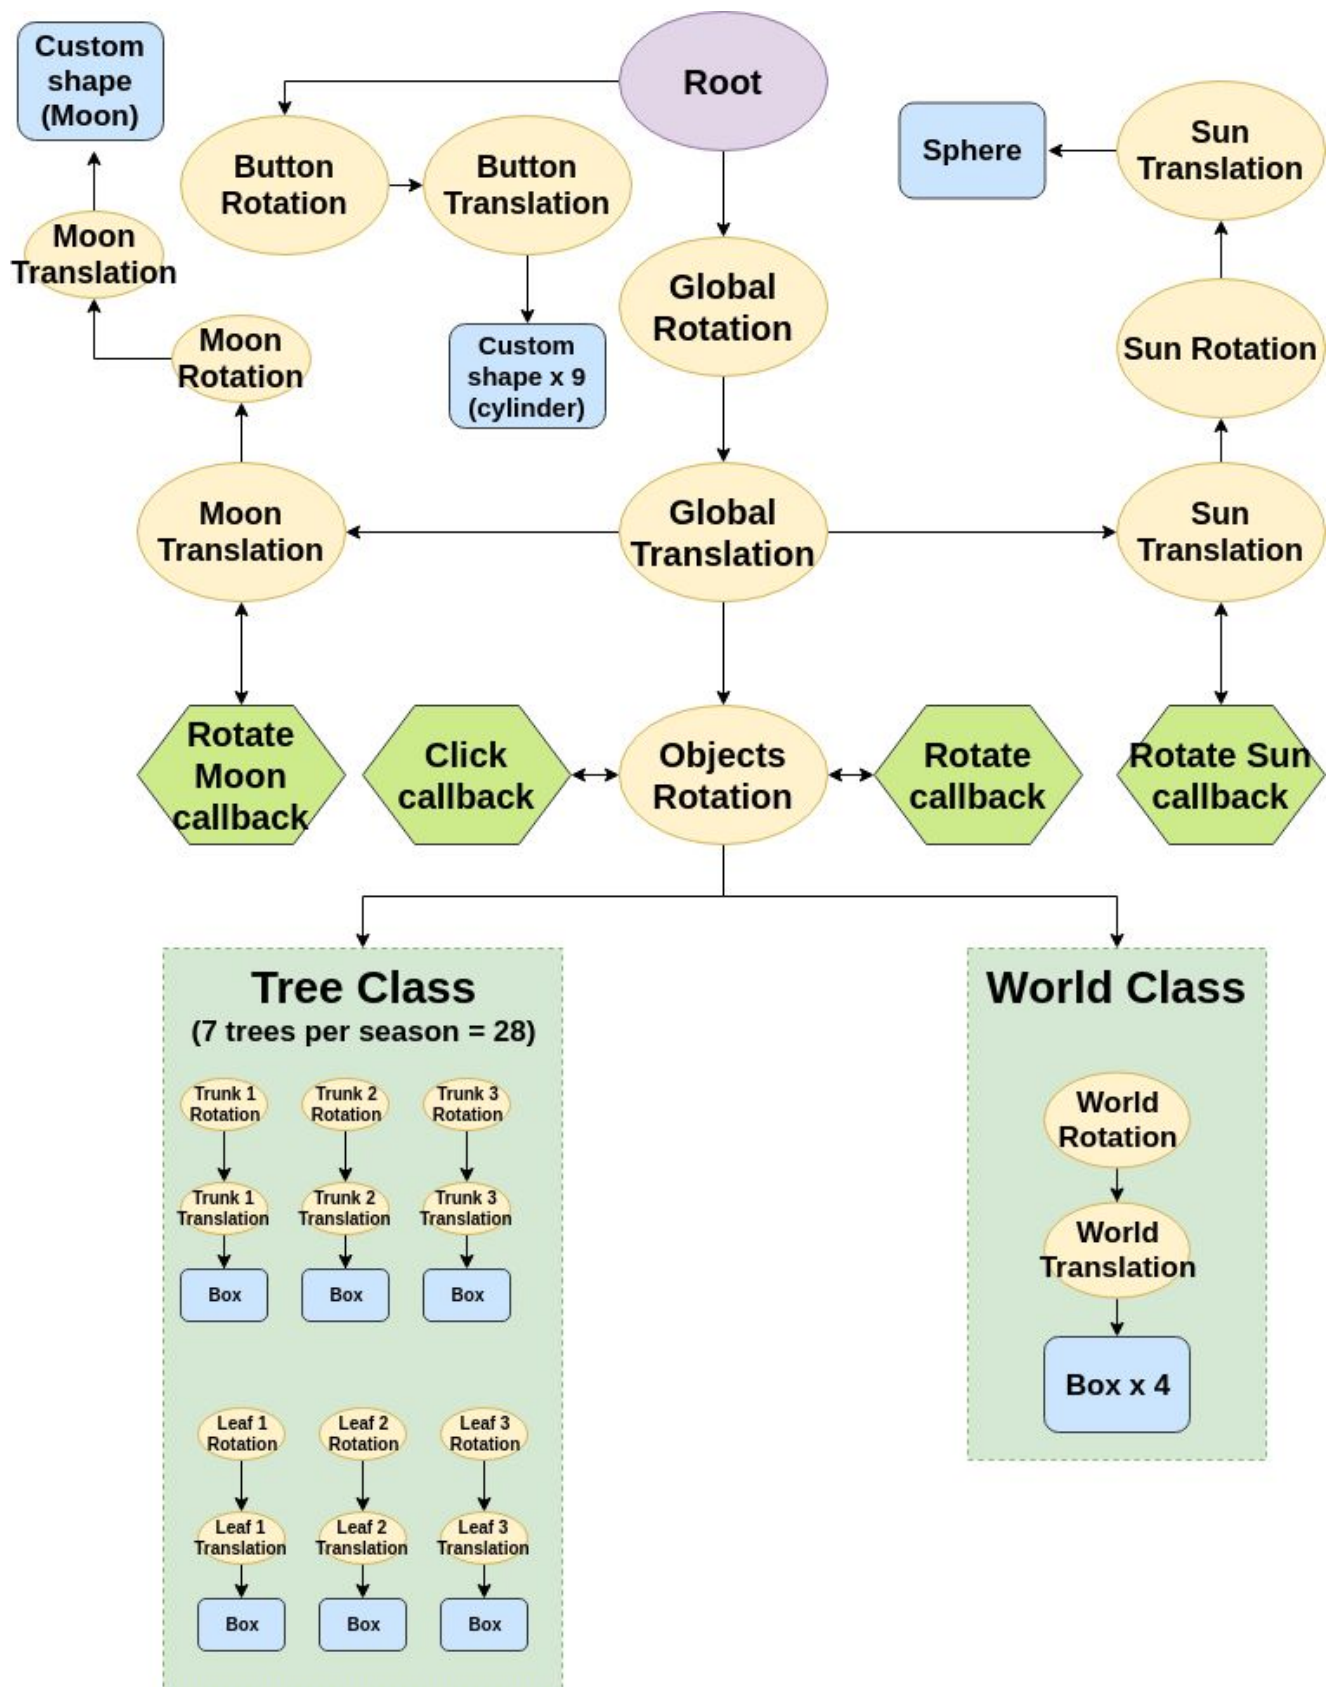 Custom
shape
(Moon)
Root
Sphere
Sun
Translation
Button
Rotation
Button
Translation
Moon
Translation
Global
Rotation
Sun Rotation
Moon
Rotation
Custom
shape x 9
(cylinder)
Moon
Translation
Global
Translation
Sun
Translation
Rotate
Moon
callback
Click
callback
Objects
Rotation
Rotate
callback
Rotate Sun
callback
Tree Class
(7 trees per season = 28)
Trunk 1
Rotation
Trunk 2
Rotation
Trunk 3
Rotation
Trunk 1
Translation
Trunk 2
Translation
Trunk 3
Translation
Box
Box
Box
Leaf 1
Rotation
Leaf 2
Rotation
Leaf 3
Rotation
Leaf 1
Translation
Leaf 2
Translation
Leaf 3
Translation
Box
Box
Box
World Class
World
Rotation
World
Translation
Box x 4